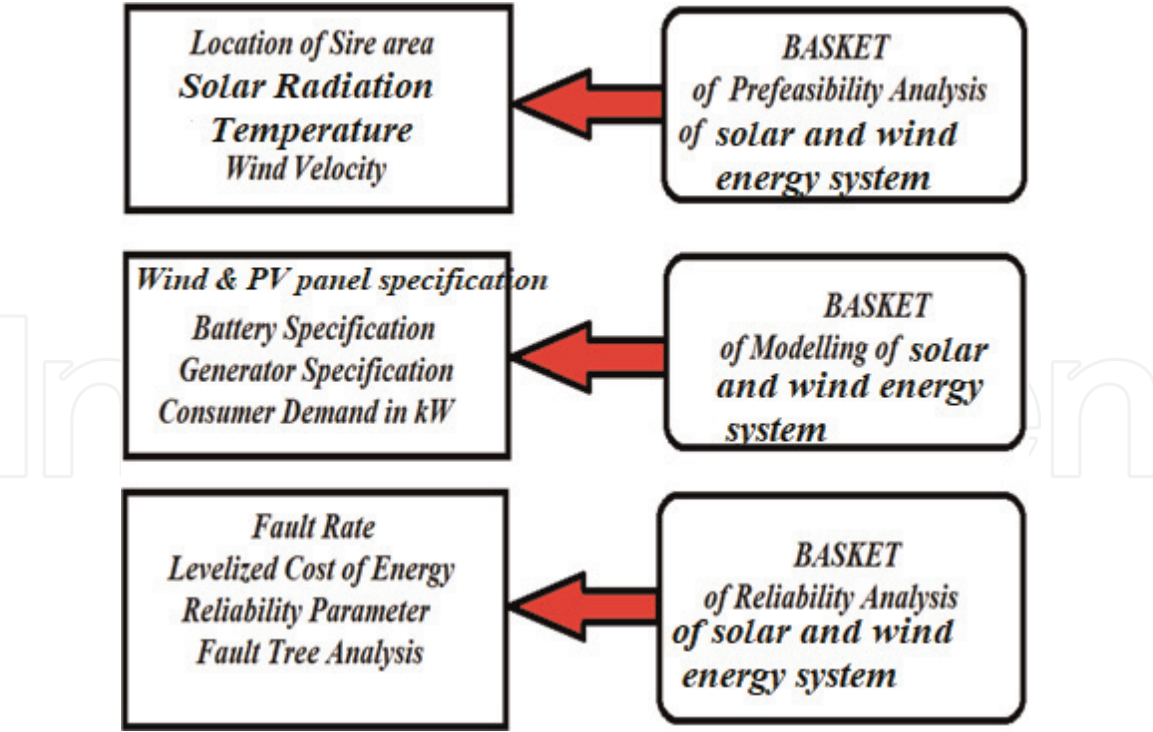 Location of Sire area
Solar Radiation
Temperature
Wind Velocity
BASKET
of Prefeasibility Analysis
of solar and wind
energy system
Wind & PV panel specification
Battery Specification
Generator Specification
Consumer Demand in kW
BASKET
of Modelling of solar
and wind energy
system
Fault Rate
Levelized Cost of Energy
Reliability Parameter
Fault Tree Analysis
BASKET
of Reliability Analysis
of solar and wind
energy system